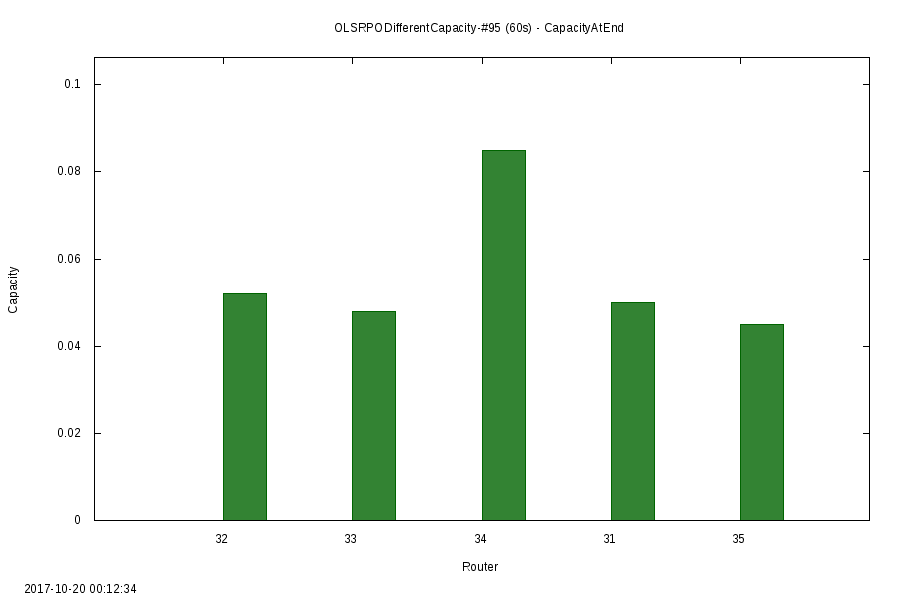 OLSRPODifferentCapacity-#95 (60s) - CapacityAtEnd
0.1
0.08
0.06
0.04
0.02
0
Capacity
32 33 34 31 35
Router
2017-10-20 00:12:34